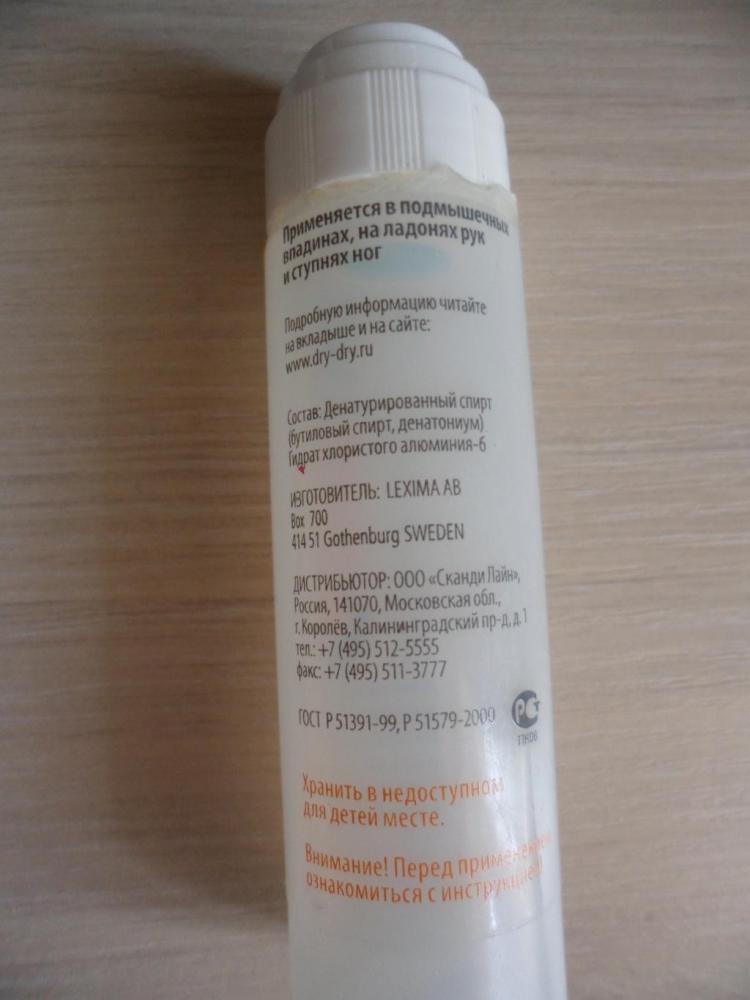 Применяется в подмышечных
впадинах, на ладонях рук
и ступнях ног
Подробную информацию читайте
на вкладыше и на сайте:
www.dry-dry.ru
Состав: Денатурированный спирт
(бутиловый спирт, денатониум)
Гидрат хлористого алюминия-6
ИЗГОТОВИТЕЛЬ: LEXIMA AB
Box 700
414 51 Gothenburg SWEDEN
ДИСТРИБЬЮТОР: ООО «Сканди Лайн»,
Россия, 141070, Московская обл.,
г. Королёв, Калининградский пр-д, д. 1
тел.: +7 (495) 512-5555
факс: +7 (495) 511-3777
ГОСТ Р 51391-99, Р 51579-2000
РСТ
Хранить в недоступном
для детей месте.
Внимание! Перед применением
ознакомиться с инструкцией!